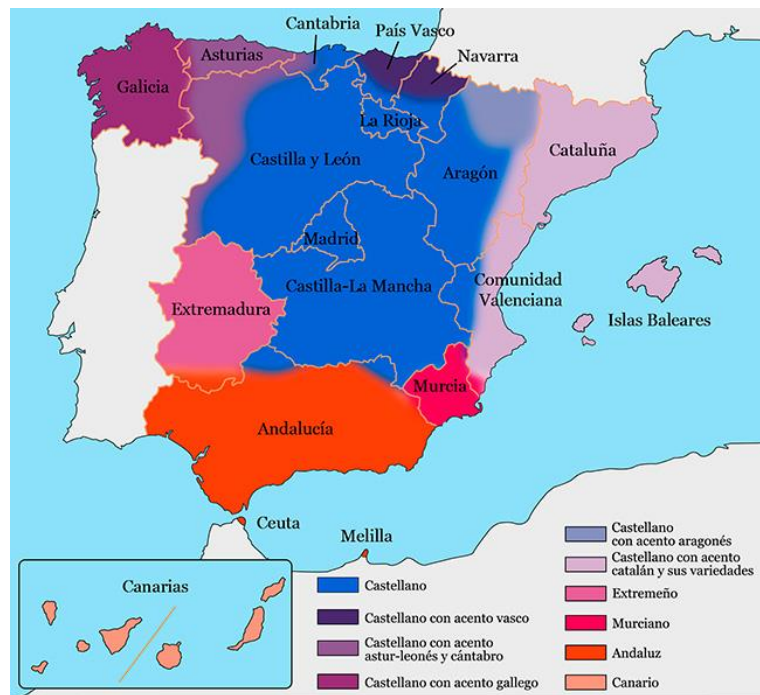 Cantabria
País Vasco
Asturias
Navarra
Galicia
La Rioja
Cataluña
Castilla y León
Aragón
Madrid
Castilla-La Mancha
Comunidad
Valenciana
Extremadura
Islas Baleares
Murcia
Andalucía
Ceuta
Melilla
Canarias
Castellano
Castellano con acento vasco
Castellano con acento
astur-leonés y cántabro
Castellano con acento gallego
Castellano
con acento aragonés
Castellano con acento
catalán y sus variedades
Extremeño
Murciano
Andaluz
Canario